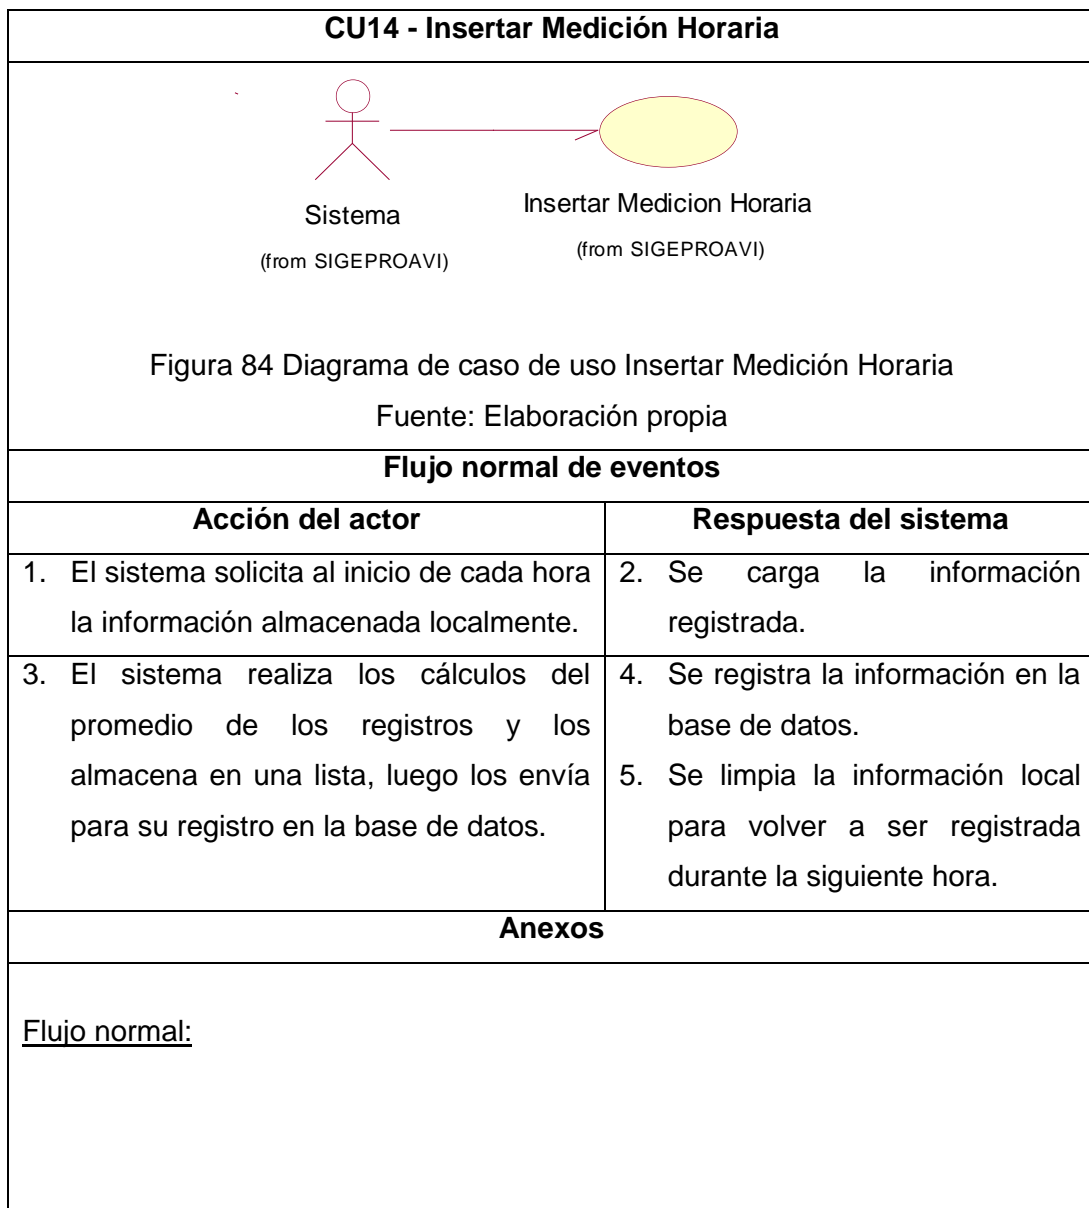 CU14 - Insertar Medición Horaria
Sistema
(from SIGEPROAVI)
Insertar Medicion Horaria
(from SIGEPROAVI)
Figura 84 Diagrama de caso de uso Insertar Medición Horaria
Fuente: Elaboración propia
Flujo normal de eventos
Acción del actor
Respuesta del sistema
1. El sistema solicita al inicio de cada hora
la información almacenada localmente.
2. Se carga la información
registrada.
3. El sistema realiza los cálculos del
promedio de los registros y los
almacena en una lista, luego los envía
para su registro en la base de datos.
4. Se registra la información en la
base de datos.
5. Se limpia la información local
para volver a ser registrada
durante la siguiente hora.
Anexos
Flujo normal: